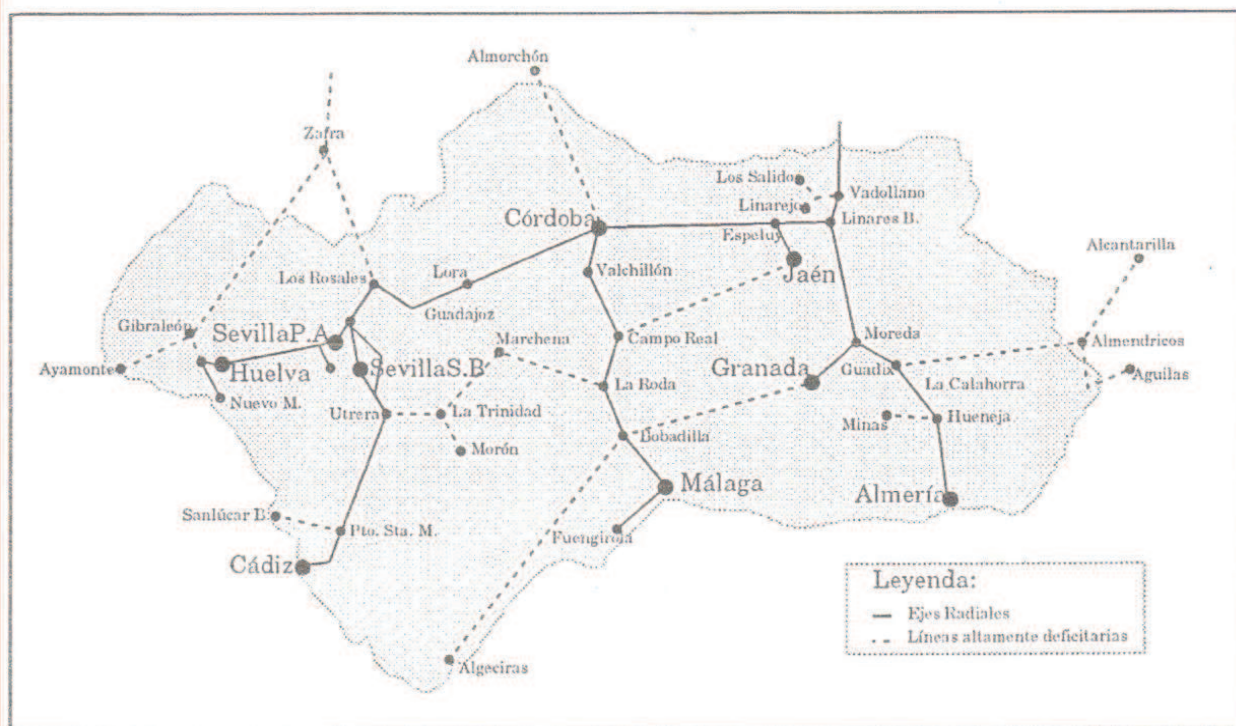 Almorchón
Zafra
Los Salido
Vadollano
Linarejo
Córdoba
Linares B.
Espeluy
Alcantarilla
Los Rosales
Lora
Valchillón
Jaén
Guadajoz
Gibraleón
SevillaP.A
Marchena
Campo Real
Moreda
Almendricos
Ayamonte
Huelva
SevillaS.B
Granada
Guadix
Aguilas
La Roda
La Calahorra
Nuevo M.
Utrera
La Trinidad
Minas
Hueneja
Bobadilla
Morón
Málaga
Almería
Sanlúcar B.
Pto. Sta. M.
Fuengirola
Cádiz
Algeciras
Leyenda:
Ejes Radiales
Líneas altamente deficitarias